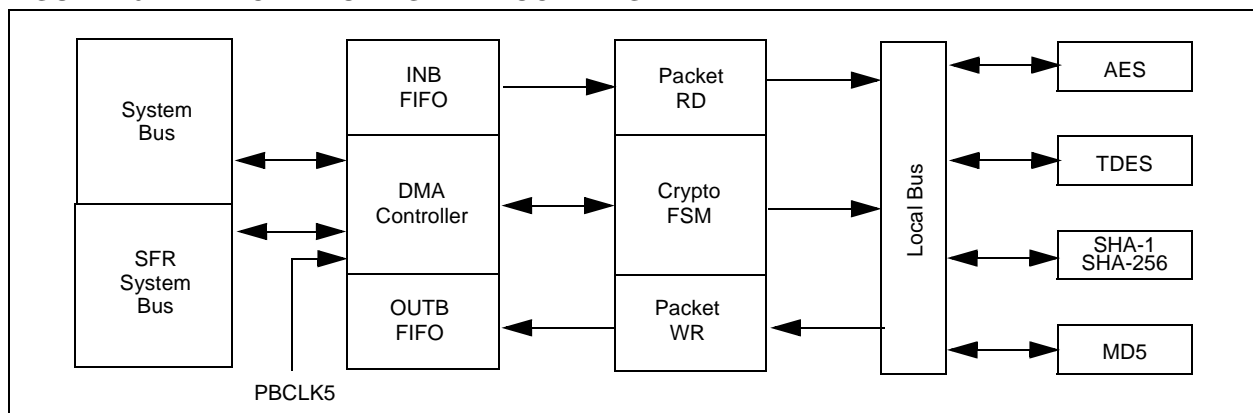 System
Bus
SFR
System
Bus
INB
FIFO
DMA
Controller
OUTB
FIFO
PBCLK5
Packet
RD
Crypto
FSM
Packet
WR
Local Bus
AES
TDES
SHA-1
SHA-256
MD5